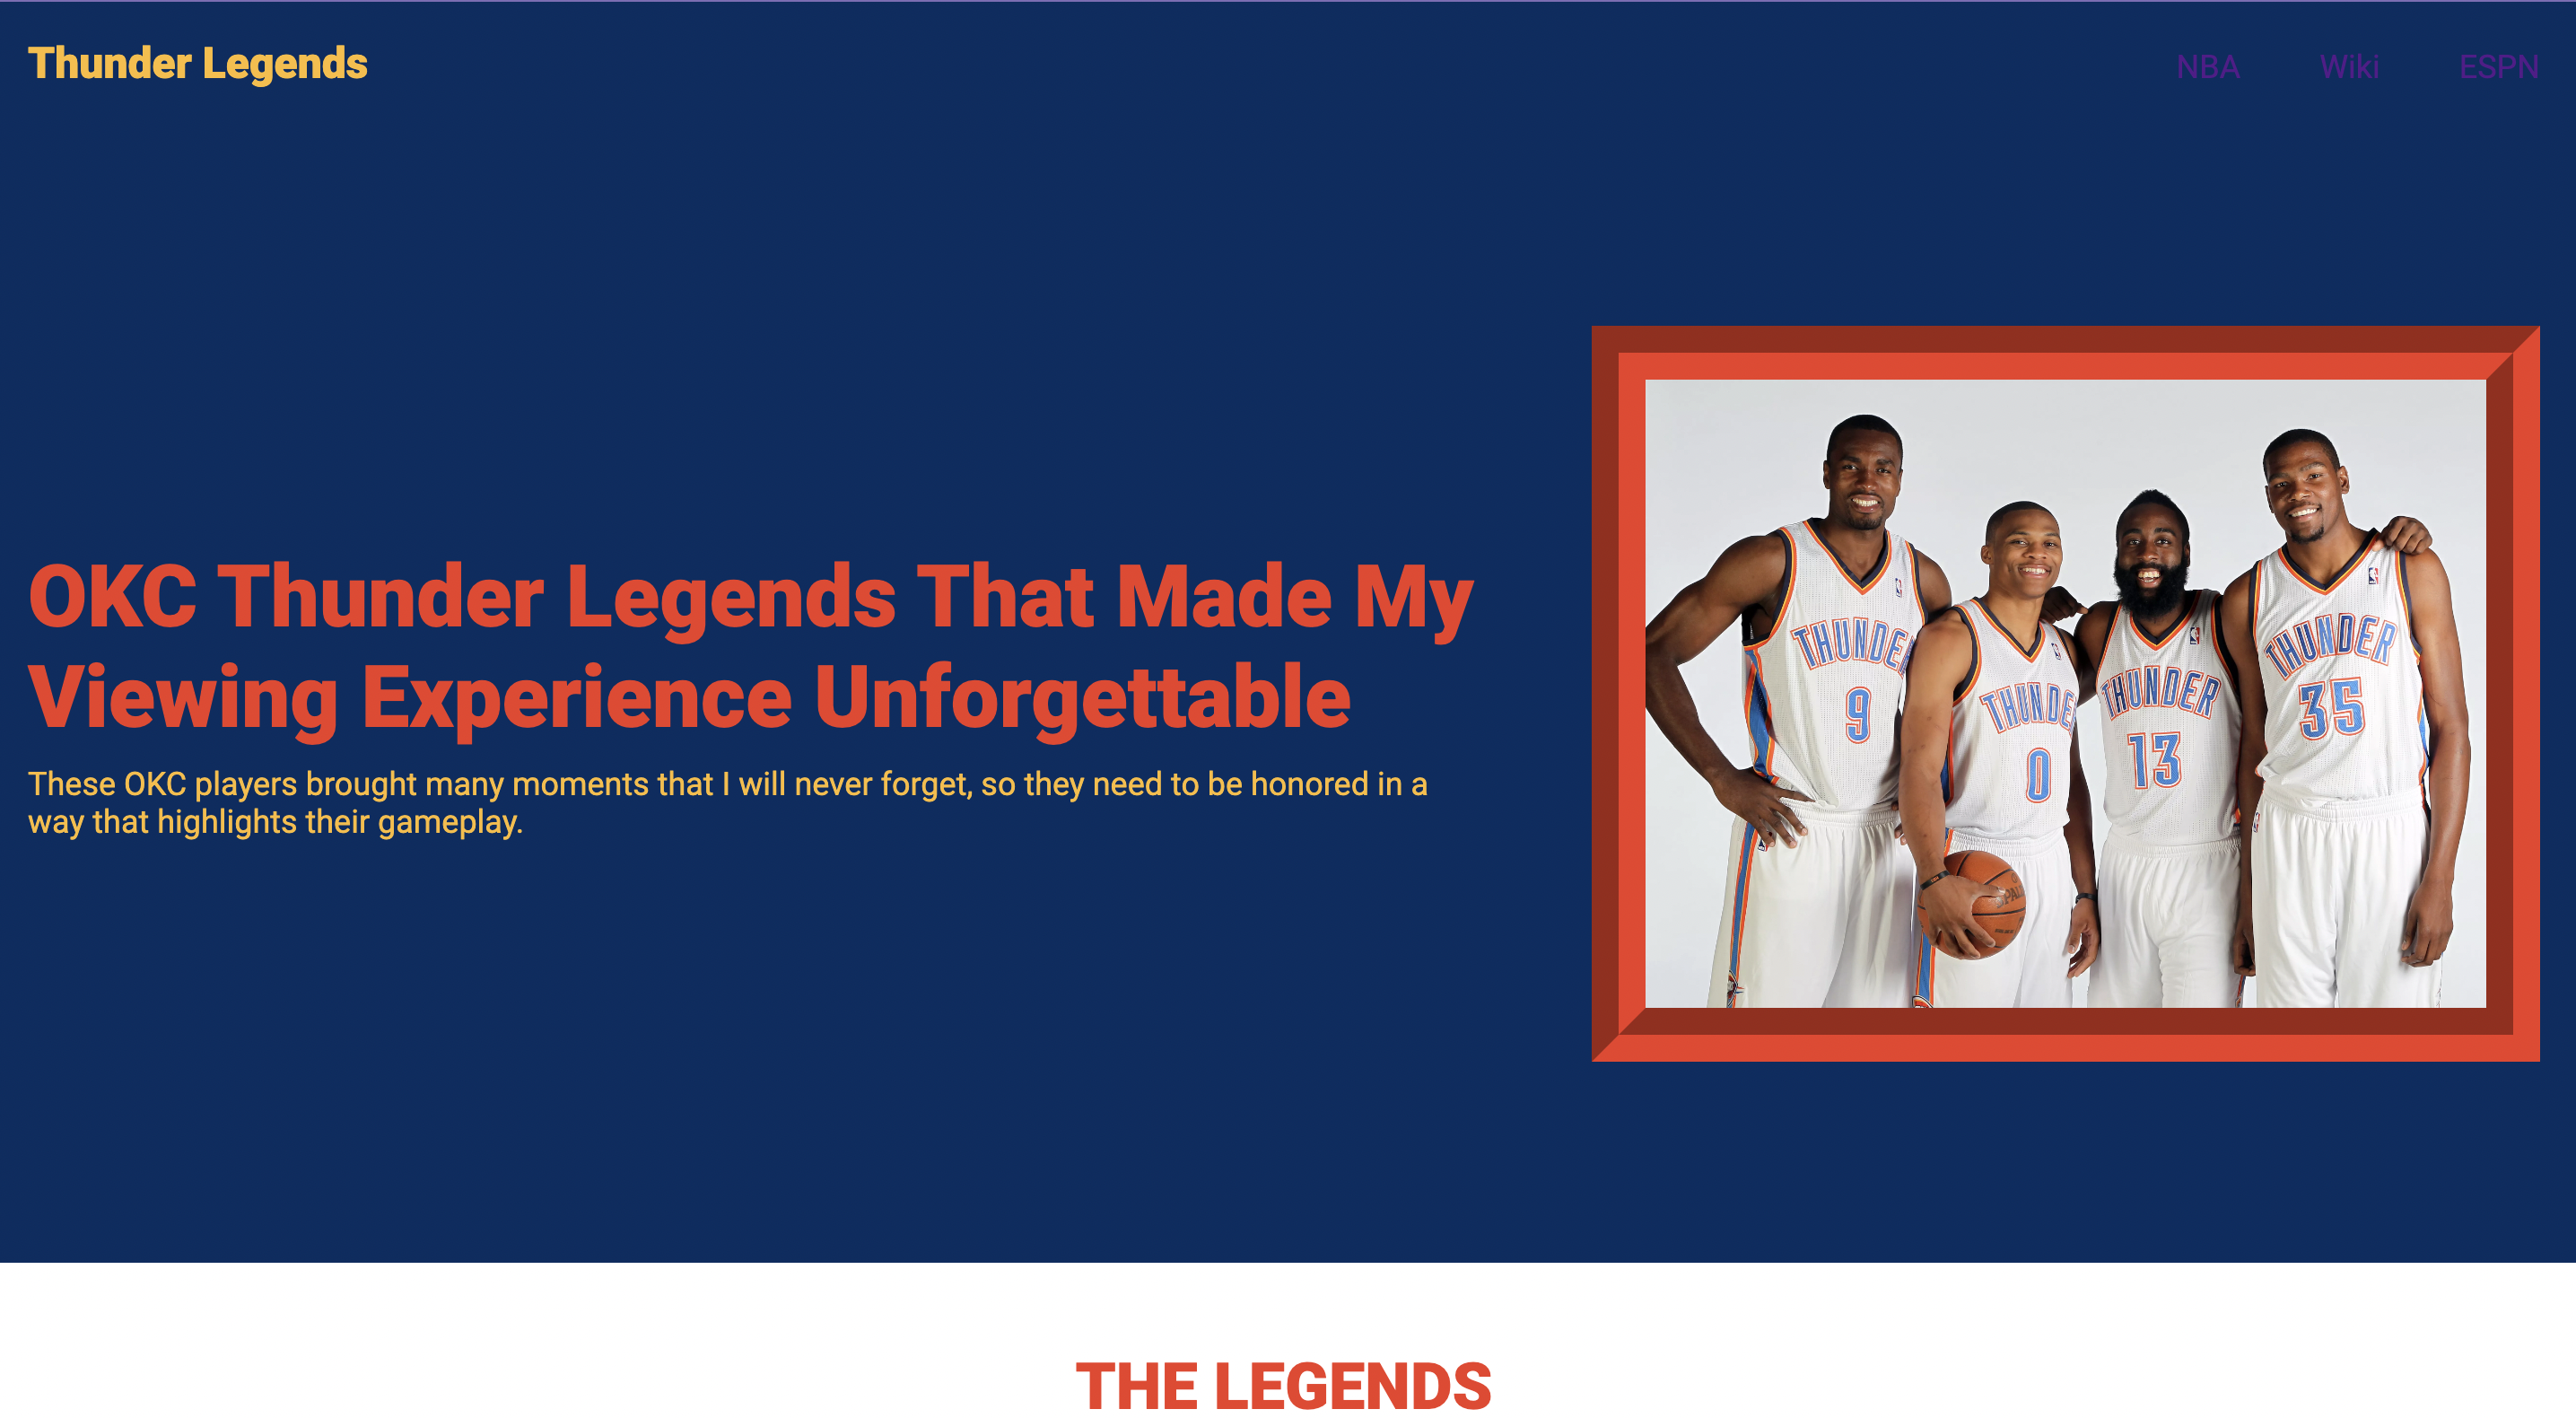 Thunder Legends
NBA Wiki ESPN
OKC Thunder Legends That Made My
Viewing Experience Unforgettable
These OKC players brought many moments that I will never forget, so they need to be honored in a
way that highlights their gameplay.
THUNDE
9
THUNDE
0
THUNDER
13
THUNDER
35
THE LEGENDS